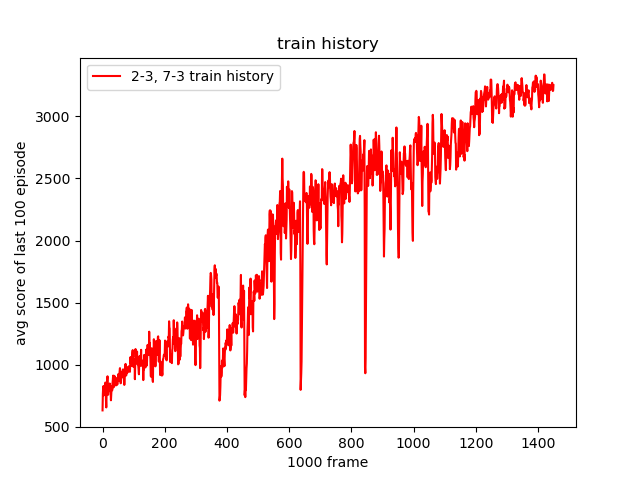 train history
2-3, 7-3 train history
avg score of last 100 episode
3000
2500
2000
1500
1000
500
0 200 400 600 800 1000 1200 1400
1000 frame